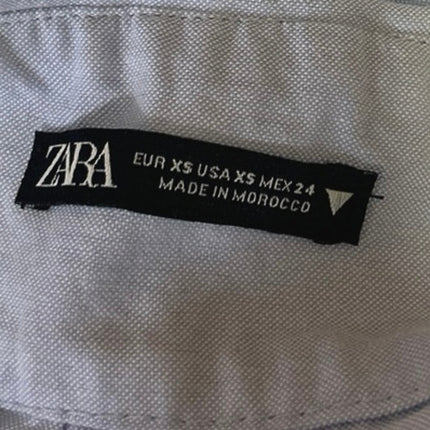 ZARA
EUR XS USA XS MEX 24
MADE IN MOROCCO